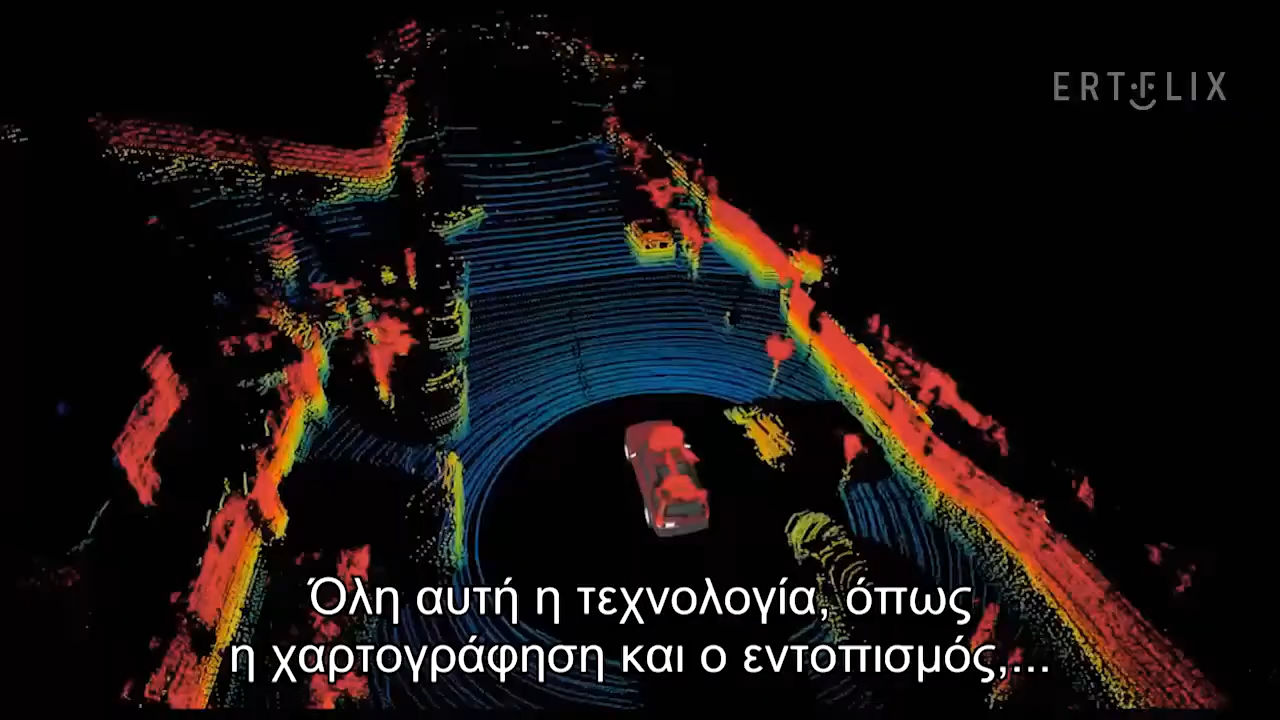 ERTFLIX
Όλη αυτή η τεχνολογία, όπως
η χαρτογράφηση και ο εντοπισμός,...